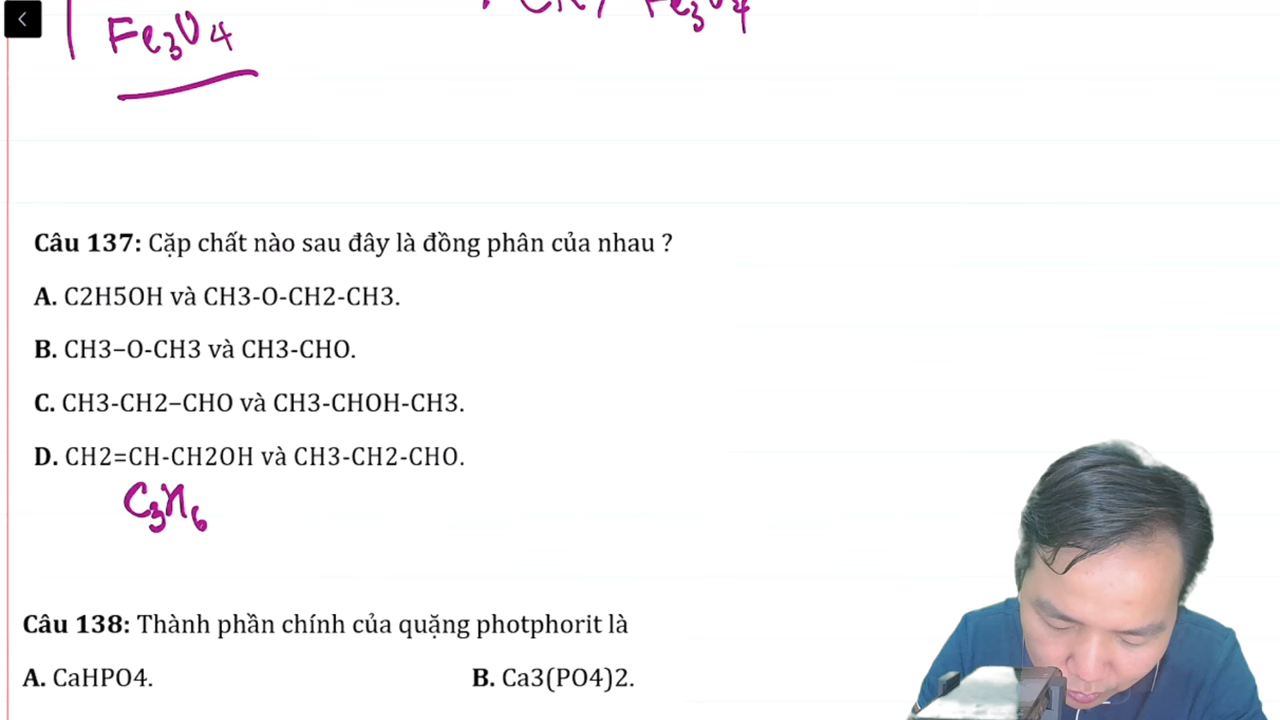 Fe3O4
Fe3O4
Câu 137: Cặp chất nào sau đây là đồng phân của nhau ?
A. C2H5OH và CH3-O-CH2-CH3.
B. CH3–O-CH3 và CH3-CHO.
C. CH3-CH2–CHO và CH3-CHOH-CH3.
D. CH2=CH-CH2OH và CH3-CH2-CHO.
C3H6
Câu 138: Thành phần chính của quặng photphorit là
A. CaHPO4.
B. Ca3(PO4)2.